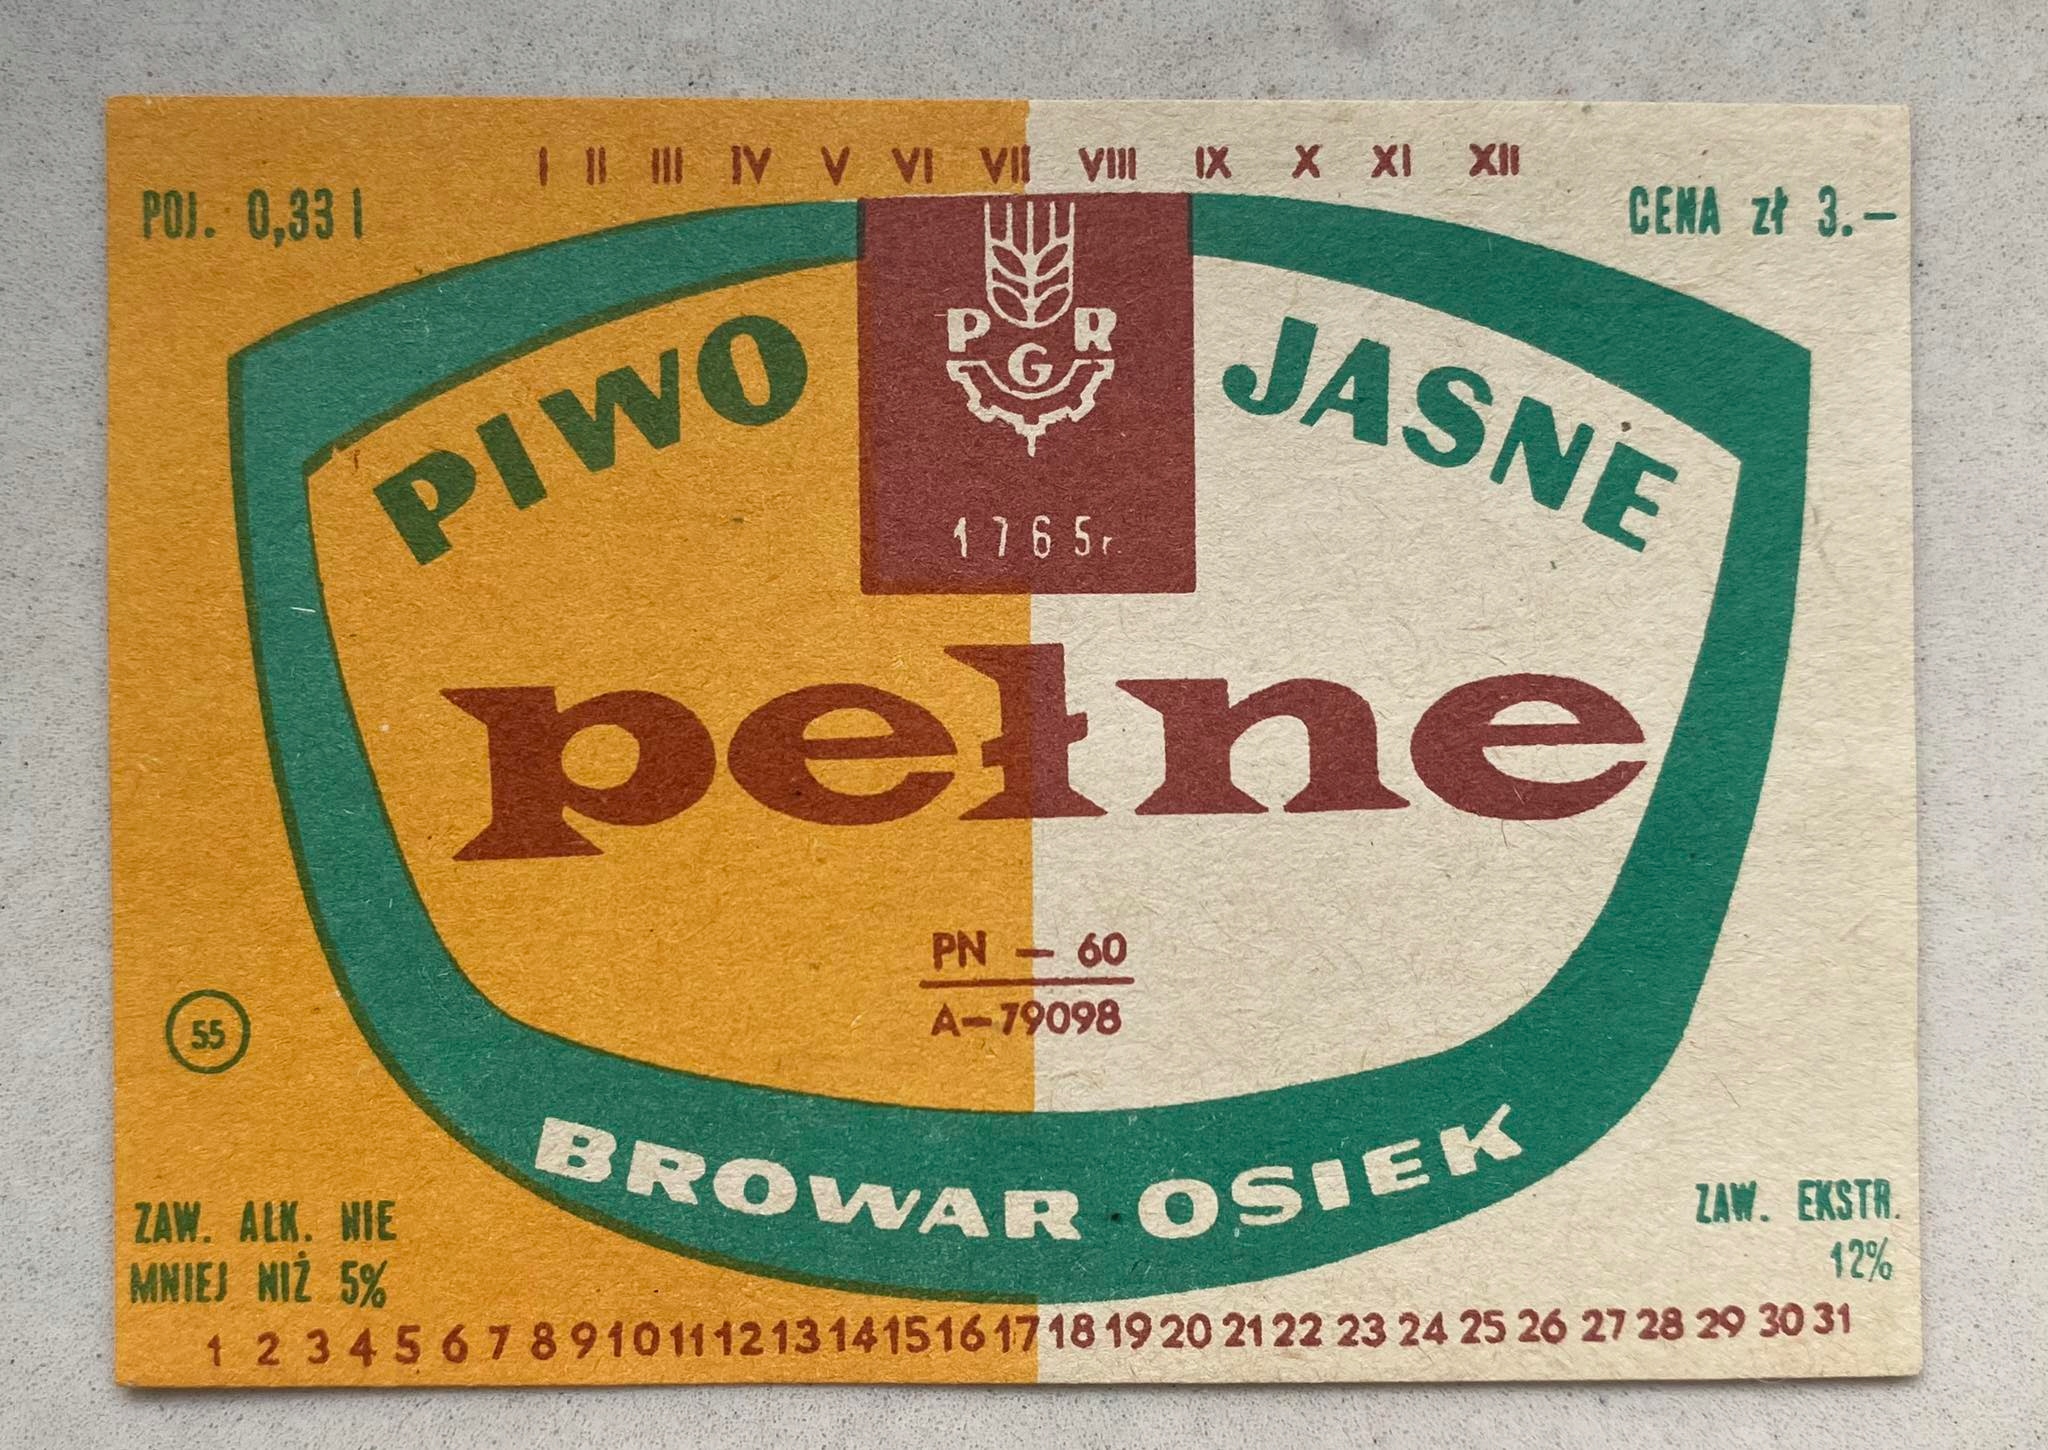 I II III IV V VI VII VIII IX X XI XII
POJ. 0,33 l
CENA zł 3.—
P G R
1765r.
PIWO JASNE
pełne
PN — 60
A—79098
55
BROWAR OSIEK
ZAW. ALK. NIE
MNIEJ NIŻ 5%
ZAW. EKSTR.
12%
1 2 3 4 5 6 7 8 9 10 11 12 13 14 15 16 17 18 19 20 21 22 23 24 25 26 27 28 29 30 31